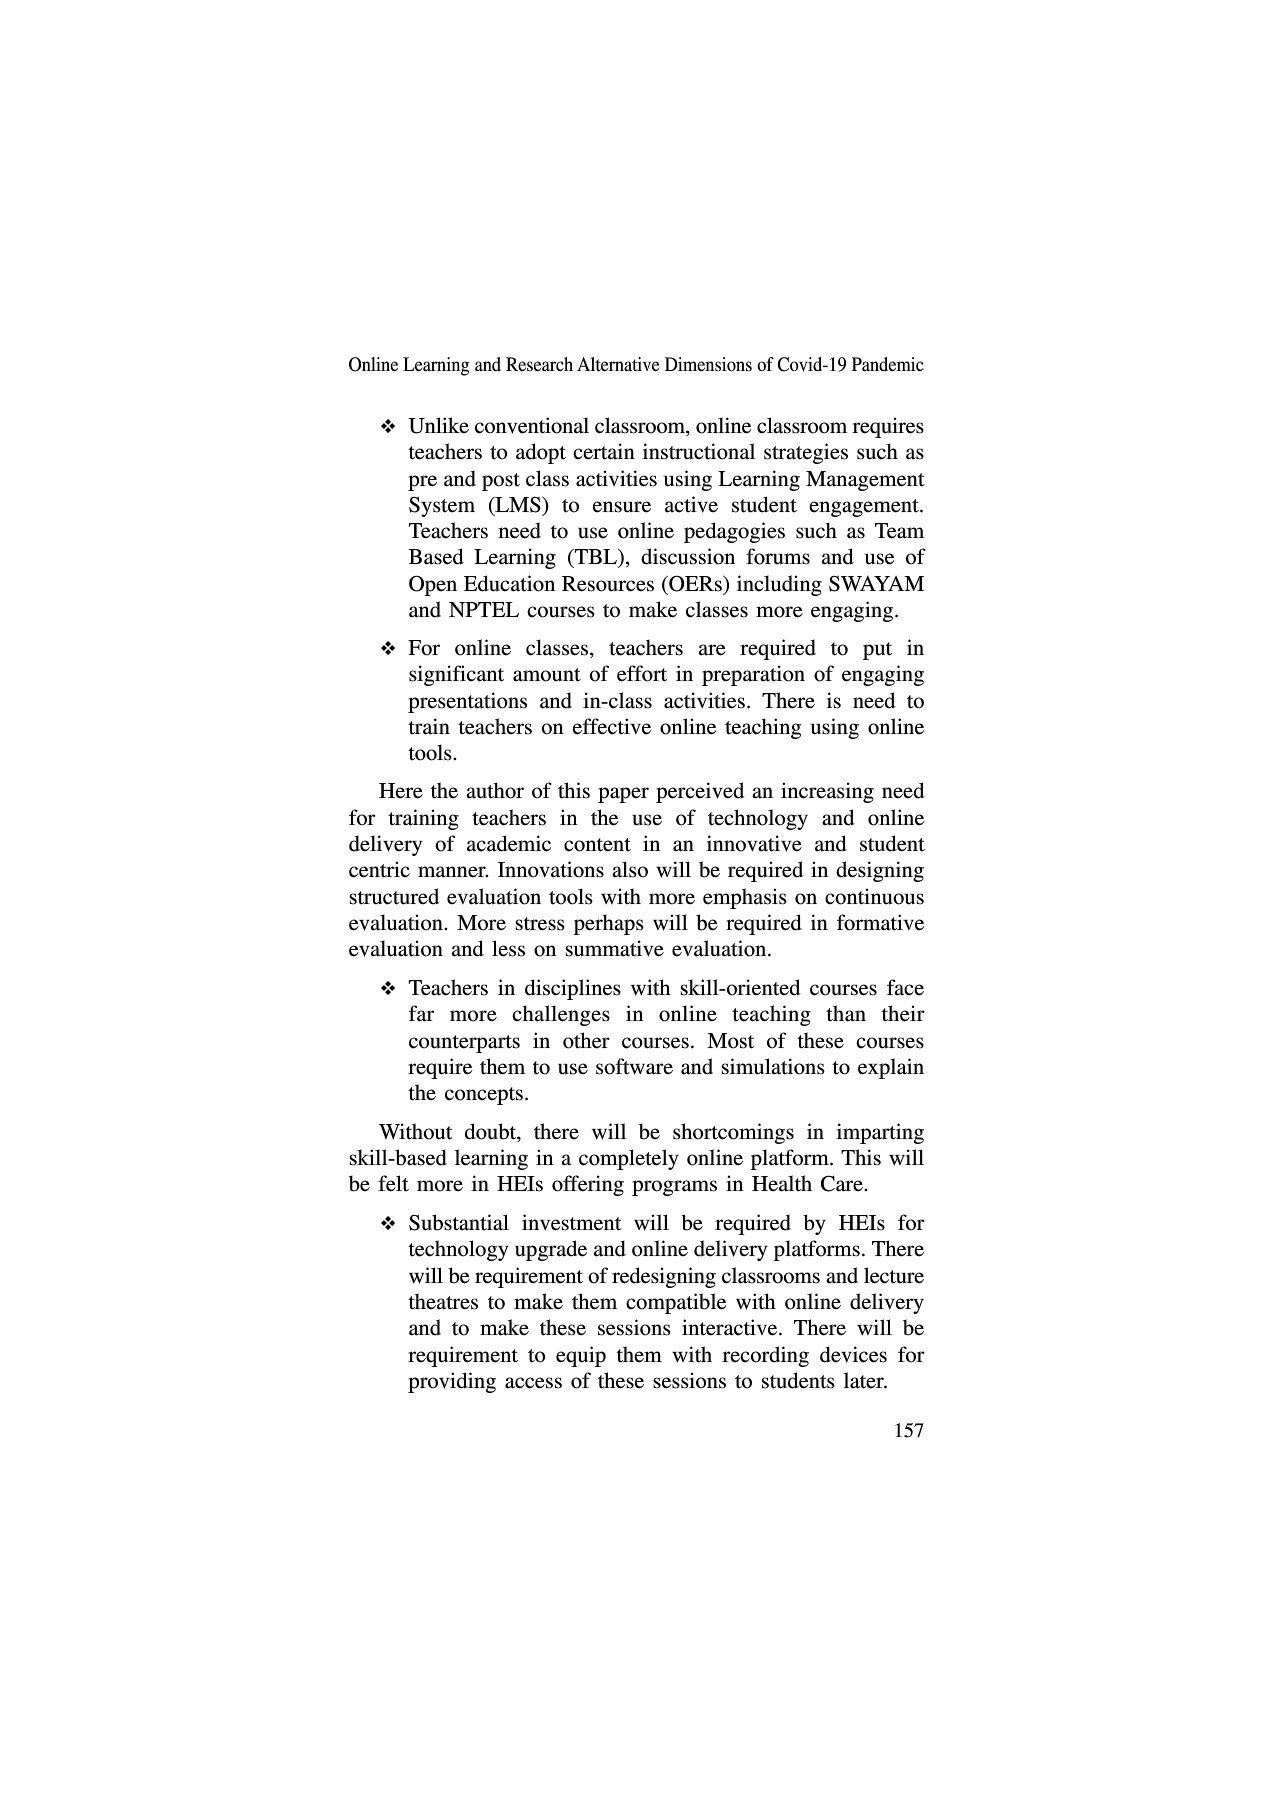 Online Learning and Research Alternative Dimensions of Covid-19 Pandemic
❖ Unlike conventional classroom, online classroom requires
teachers to adopt certain instructional strategies such as
pre and post class activities using Learning Management
System (LMS) to ensure active student engagement.
Teachers need to use online pedagogies such as Team
Based Learning (TBL), discussion forums and use of
Open Education Resources (OERs) including SWAYAM
and NPTEL courses to make classes more engaging.
❖ For online classes, teachers are required to put in
significant amount of effort in preparation of engaging
presentations and in-class activities. There is need to
train teachers on effective online teaching using online
tools.
Here the author of this paper perceived an increasing need
for training teachers in the use of technology and online
delivery of academic content in an innovative and student
centric manner. Innovations also will be required in designing
structured evaluation tools with more emphasis on continuous
evaluation. More stress perhaps will be required in formative
evaluation and less on summative evaluation.
❖ Teachers in disciplines with skill-oriented courses face
far more challenges in online teaching than their
counterparts in other courses. Most of these courses
require them to use software and simulations to explain
the concepts.
Without doubt, there will be shortcomings in imparting
skill-based learning in a completely online platform. This will
be felt more in HEIs offering programs in Health Care.
❖ Substantial investment will be required by HEIs for
technology upgrade and online delivery platforms. There
will be requirement of redesigning classrooms and lecture
theatres to make them compatible with online delivery
and to make these sessions interactive. There will be
requirement to equip them with recording devices for
providing access of these sessions to students later.
157